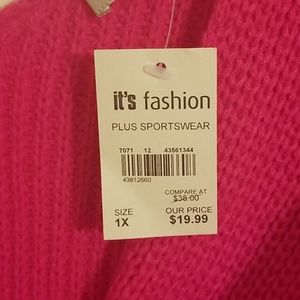 it's fashion
PLUS SPORTSWEAR
7071 12 43561344
43812660
COMPARE AT
$38.00
SIZE OUR PRICE
1X $19.99